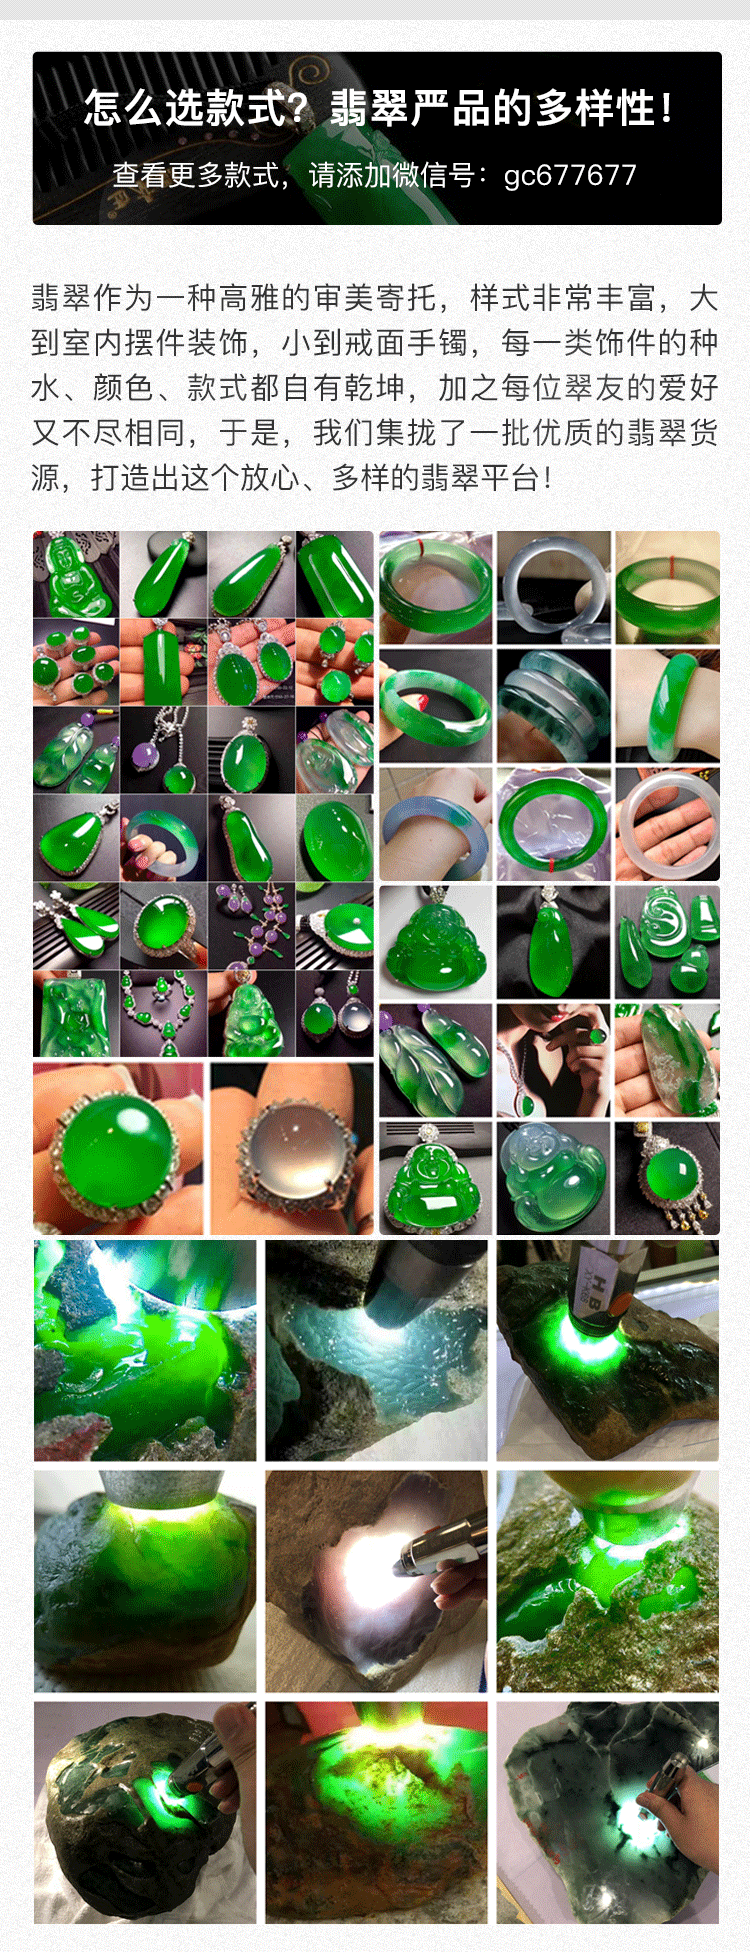 怎么选款式？翡翠严品的多样性！
查看更多款式，请添加微信号：gc677677
翡翠作为一种高雅的审美寄托，样式非常丰富，大
到室内摆件装饰，小到戒面手镯，每一类饰件的种
水、颜色、款式都自有乾坤，加之每位翠友的爱好
又不尽相同，于是，我们集拢了一批优质的翡翠货
源，打造出这个放心、多样的翡翠平台！
HB